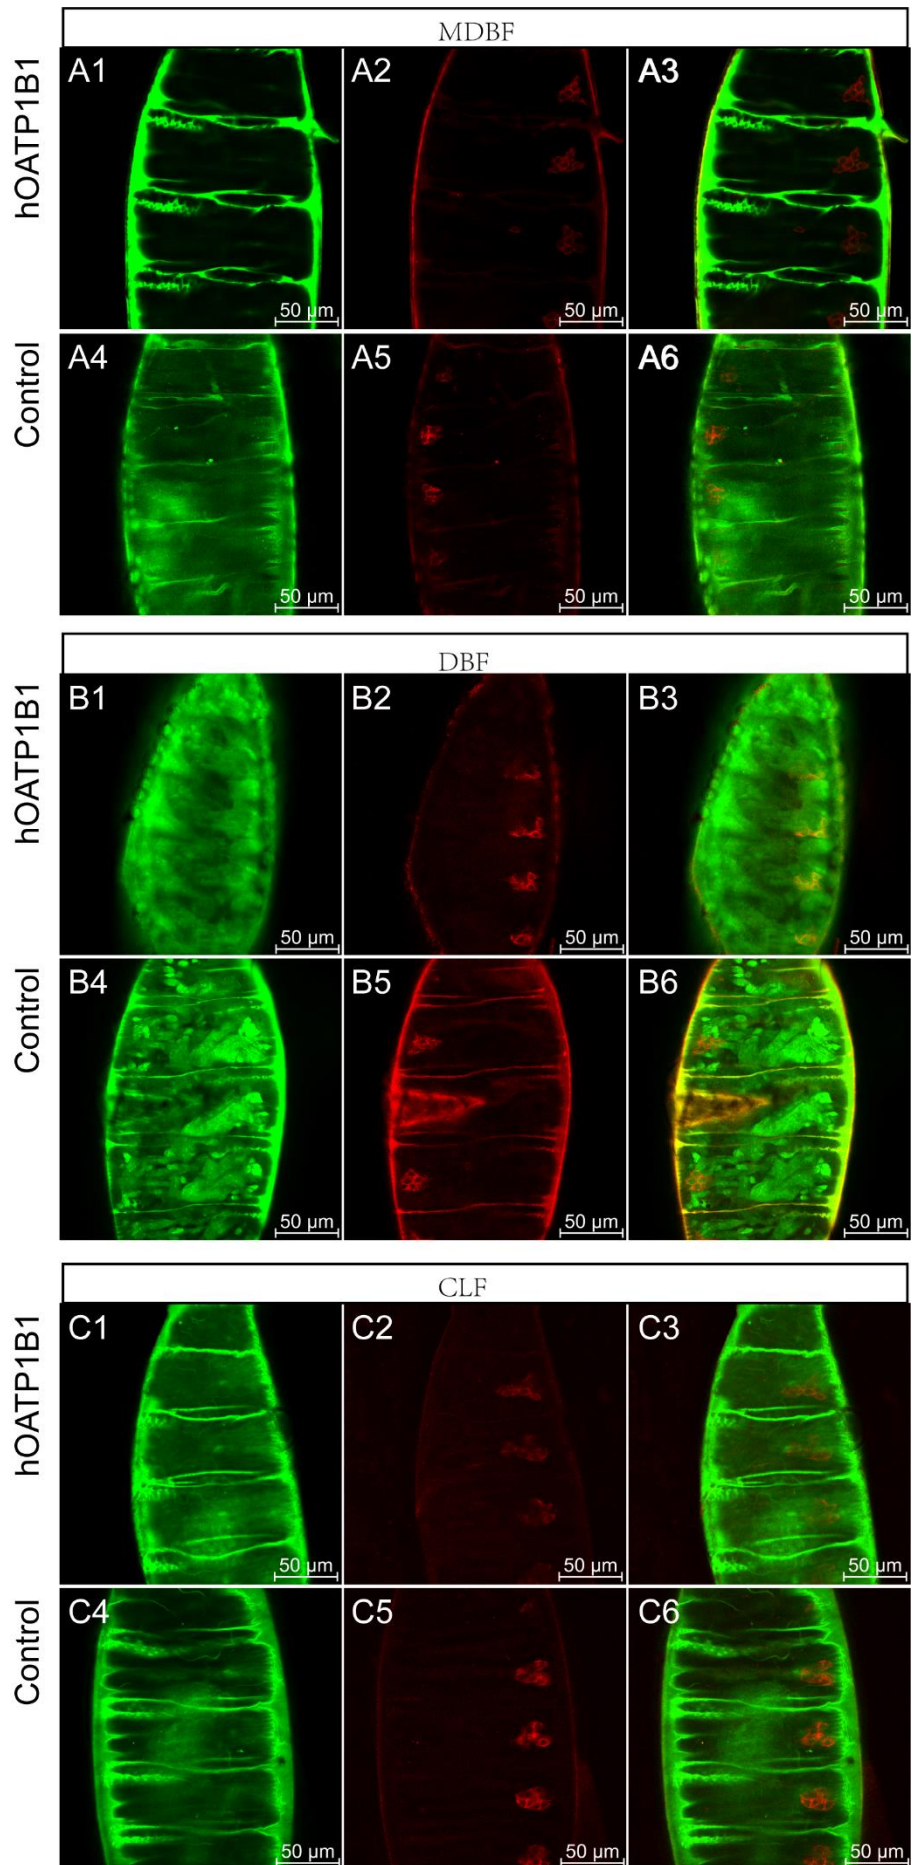 MDBF
hOATP1B1
A1 A2 A3
50 µm 50 µm 50 µm
Control
A4 A5 A6
50 µm 50 µm 50 µm
DBF
hOATP1B1
B1 B2 B3
50 µm 50 µm 50 µm
Control
B4 B5 B6
50 µm 50 µm 50 µm
CLF
hOATP1B1
C1 C2 C3
50 µm 50 µm 50 µm
Control
C4 C5 C6
50 µm 50 µm 50 µm